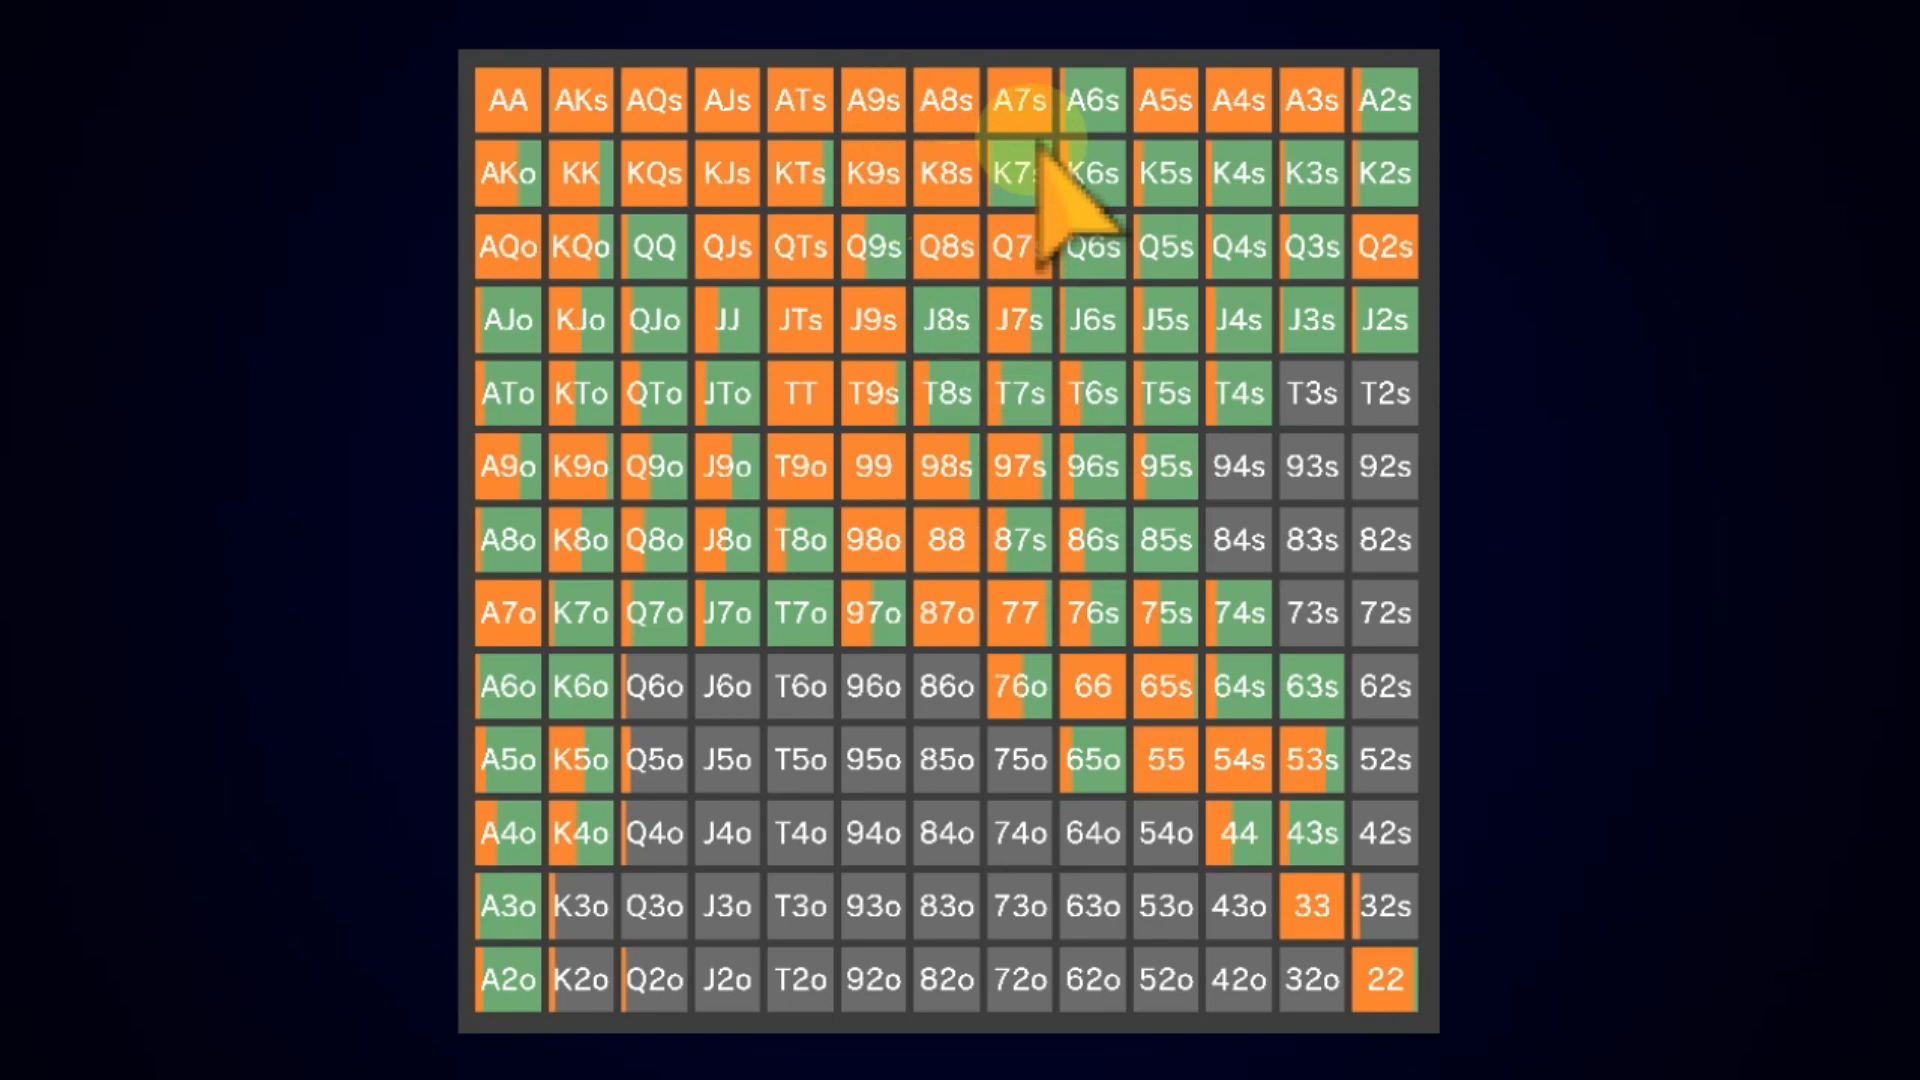 AA AKs AQs AJs ATs A9s A8s A7s A6s A5s A4s A3s A2s
AKo KK KQs KJs KTs K9s K8s K7s K6s K5s K4s K3s K2s
AQo KQo QQ QJs QTs Q9s Q8s Q7 Q6s Q5s Q4s Q3s Q2s
AJo KJo QJo JJ JTs J9s J8s J7s J6s J5s J4s J3s J2s
ATo KTo QTo JTo TT T9s T8s T7s T6s T5s T4s T3s T2s
A9o K9o Q9o J9o T9o 99 98s 97s 96s 95s 94s 93s 92s
A8o K8o Q8o J8o T8o 98o 88 87s 86s 85s 84s 83s 82s
A7o K7o Q7o J7o T7o 97o 87o 77 76s 75s 74s 73s 72s
A6o K6o Q6o J6o T6o 96o 86o 76o 66 65s 64s 63s 62s
A5o K5o Q5o J5o T5o 95o 85o 75o 65o 55 54s 53s 52s
A4o K4o Q4o J4o T4o 94o 84o 74o 64o 54o 44 43s 42s
A3o K3o Q3o J3o T3o 93o 83o 73o 63o 53o 43o 33 32s
A2o K2o Q2o J2o T2o 92o 82o 72o 62o 52o 42o 32o 22